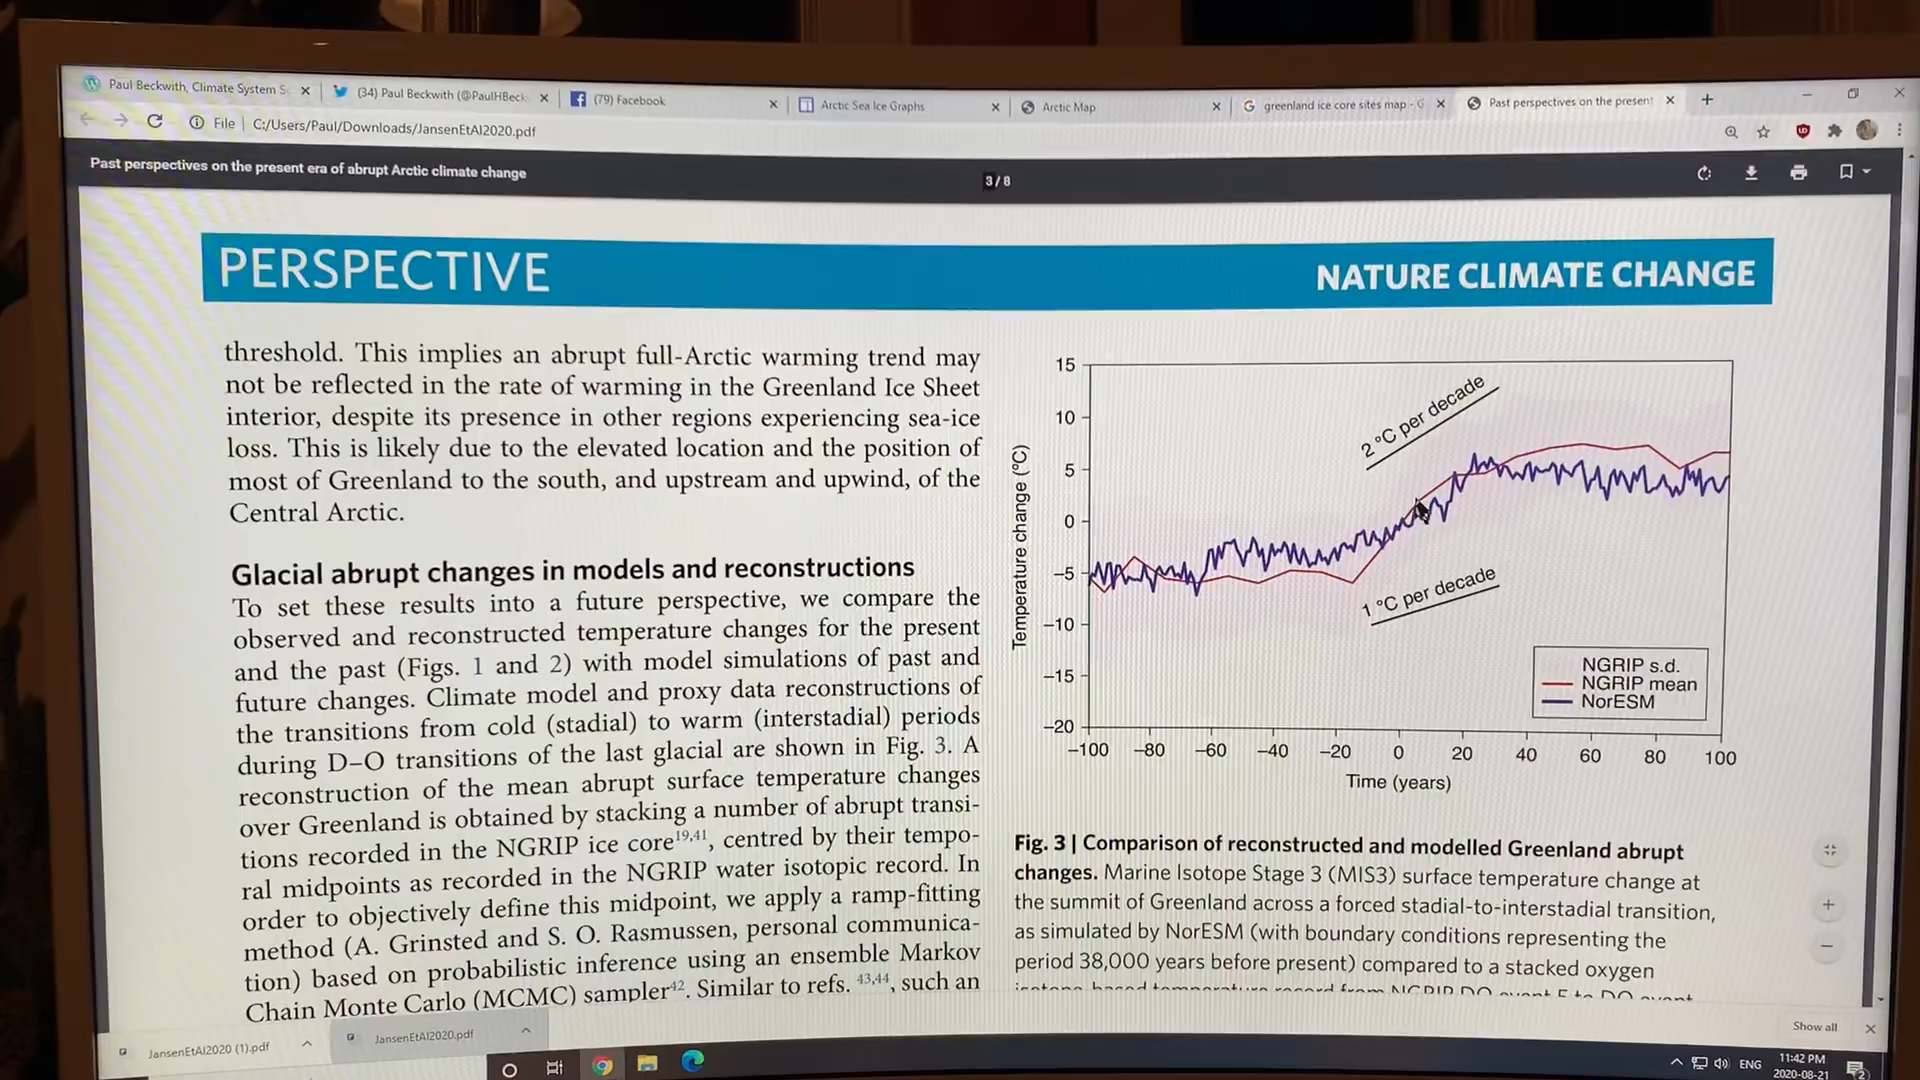 Paul Beckwith, Climate System S
(34) Paul Beckwith (@PaulHBeck
(79) Facebook
Arctic Sea Ice Graphs
Arctic Map
greenland ice core sites map - G
Past perspectives on the present
File
C:/Users/Paul/Downloads/JansenEtAl2020.pdf
Past perspectives on the present era of abrupt Arctic climate change
3 / 8
PERSPECTIVE
NATURE CLIMATE CHANGE
threshold. This implies an abrupt full-Arctic warming trend may
not be reflected in the rate of warming in the Greenland Ice Sheet
interior, despite its presence in other regions experiencing sea-ice
loss. This is likely due to the elevated location and the position of
most of Greenland to the south, and upstream and upwind, of the
Central Arctic.
Glacial abrupt changes in models and reconstructions
To set these results into a future perspective, we compare the
observed and reconstructed temperature changes for the present
and the past (Figs. 1 and 2) with model simulations of past and
future changes. Climate model and proxy data reconstructions of
the transitions from cold (stadial) to warm (interstadial) periods
during D–O transitions of the last glacial are shown in Fig. 3. A
reconstruction of the mean abrupt surface temperature changes
over Greenland is obtained by stacking a number of abrupt transi-
tions recorded in the NGRIP ice core19,41, centred by their tempo-
ral midpoints as recorded in the NGRIP water isotopic record. In
order to objectively define this midpoint, we apply a ramp-fitting
method (A. Grinsted and S. O. Rasmussen, personal communica-
tion) based on probabilistic inference using an ensemble Markov
Chain Monte Carlo (MCMC) sampler42. Similar to refs. 43,44, such an
15
10
5
0
–5
–10
–15
–20
Temperature change (°C)
2 °C per decade
1 °C per decade
NGRIP s.d.
NGRIP mean
NorESM
–100 –80 –60 –40 –20 0 20 40 60 80 100
Time (years)
Fig. 3 | Comparison of reconstructed and modelled Greenland abrupt
changes. Marine Isotope Stage 3 (MIS3) surface temperature change at
the summit of Greenland across a forced stadial-to-interstadial transition,
as simulated by NorESM (with boundary conditions representing the
period 38,000 years before present) compared to a stacked oxygen
JansenEtAl2020 (1).pdf
JansenEtAl2020.pdf
Show all
ENG
11:42 PM
2020-08-21
2